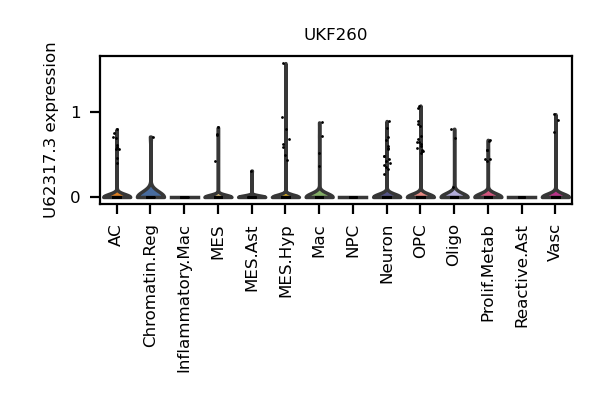 UKF260
U62317.3 expression
1
0
AC
Chromatin.Reg
Inflammatory.Mac
MES
MES.Ast
MES.Hyp
Mac
NPC
Neuron
OPC
Oligo
Prolif.Metab
Reactive.Ast
Vasc